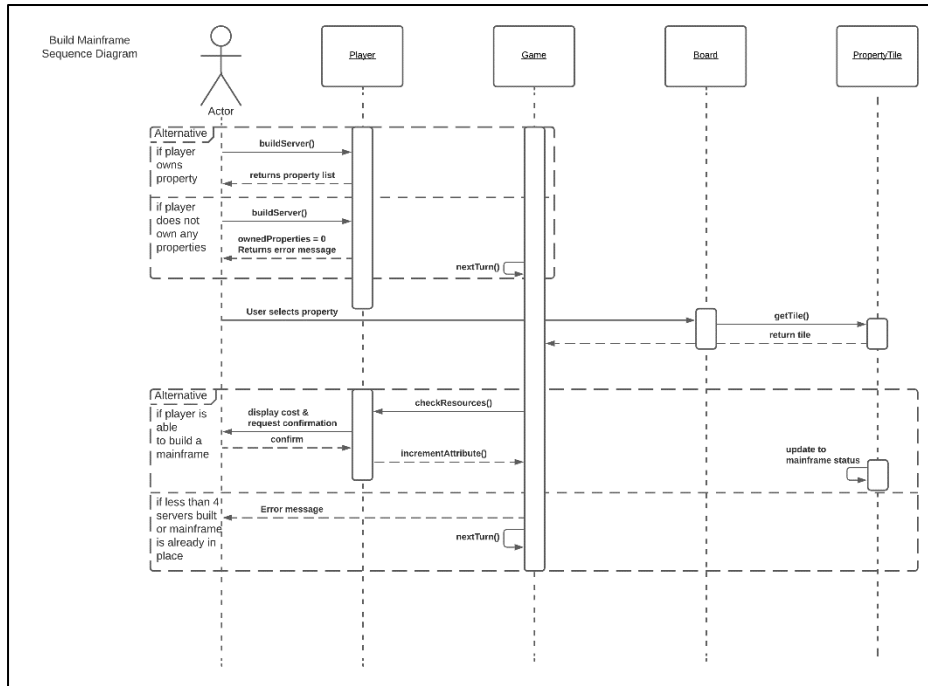 Build Mainframe
Sequence Diagram
Player
Game
Board
PropertyTile
Actor
Alternative
if player
owns
property
buildServer()
returns property list
if player
does not
own any
properties
buildServer()
ownedProperties = 0
Returns error message
nextTurn()
User selects property
getTile()
return tile
Alternative
if player is
able
to build a
mainframe
checkResources()
display cost &
request confirmation
confirm
incrementAttribute()
update to
mainframe status
if less than 4
servers built
or mainframe
is already in
place
Error message
nextTurn()